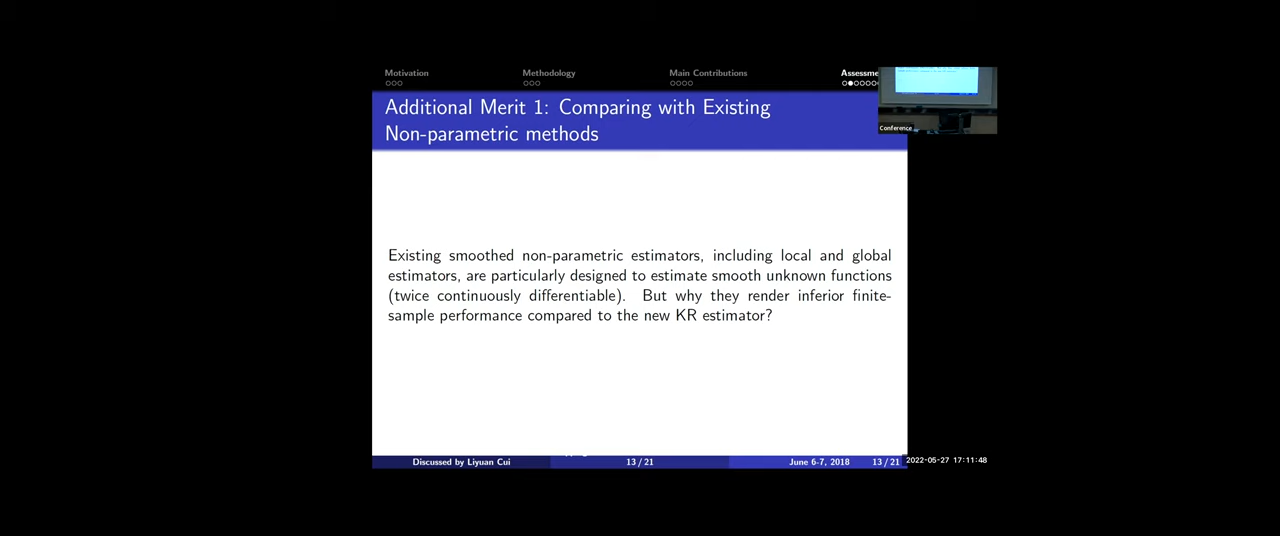 Motivation
Methodology
Main Contributions
Assessme
Additional Merit 1: Comparing with Existing
Non-parametric methods
Conference
Existing smoothed non-parametric estimators, including local and global
estimators, are particularly designed to estimate smooth unknown functions
(twice continuously differentiable). But why they render inferior finite-
sample performance compared to the new KR estimator?
Discussed by Liyuan Cui
13 / 21
June 6-7, 2018
13 / 21
2022-05-27 17:11:48